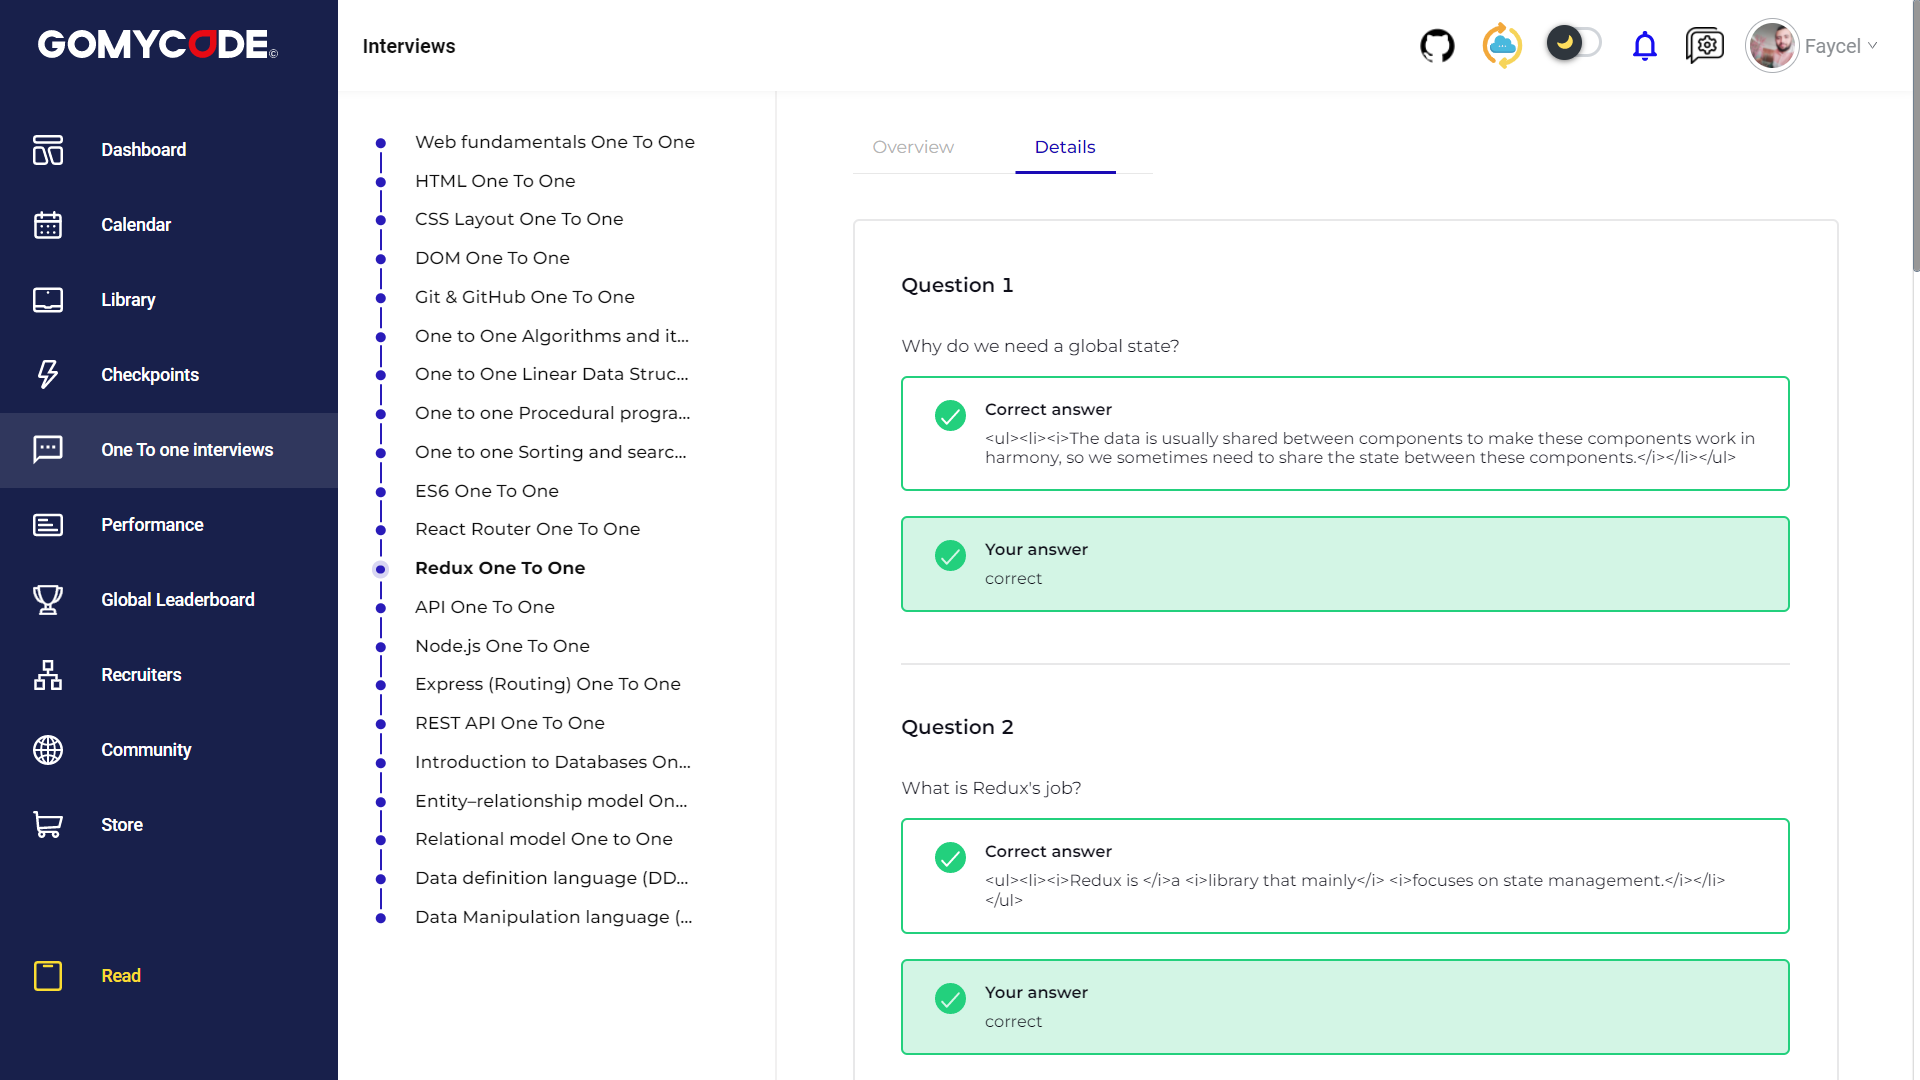 GOMYCODE©
Dashboard
Calendar
Library
Checkpoints
One To one interviews
Performance
Global Leaderboard
Recruiters
Community
Store
Read
Interviews
Faycel
Web fundamentals One To One
HTML One To One
CSS Layout One To One
DOM One To One
Git & GitHub One To One
One to One Algorithms and it...
One to One Linear Data Struc...
One to one Procedural progra...
One to one Sorting and searc...
ES6 One To One
React Router One To One
Redux One To One
API One To One
Node.js One To One
Express (Routing) One To One
REST API One To One
Introduction to Databases On...
Entity–relationship model On...
Relational model One to One
Data definition language (DD...
Data Manipulation language (...
Overview
Details
Question 1
Why do we need a global state?
Correct answer
<ul><li><i>The data is usually shared between components to make these components work in
harmony, so we sometimes need to share the state between these components.</i></li></ul>
Your answer
correct
Question 2
What is Redux's job?
Correct answer
<ul><li><i>Redux is </i>a <i>library that mainly</i> <i>focuses on state management.</i></li>
</ul>
Your answer
correct